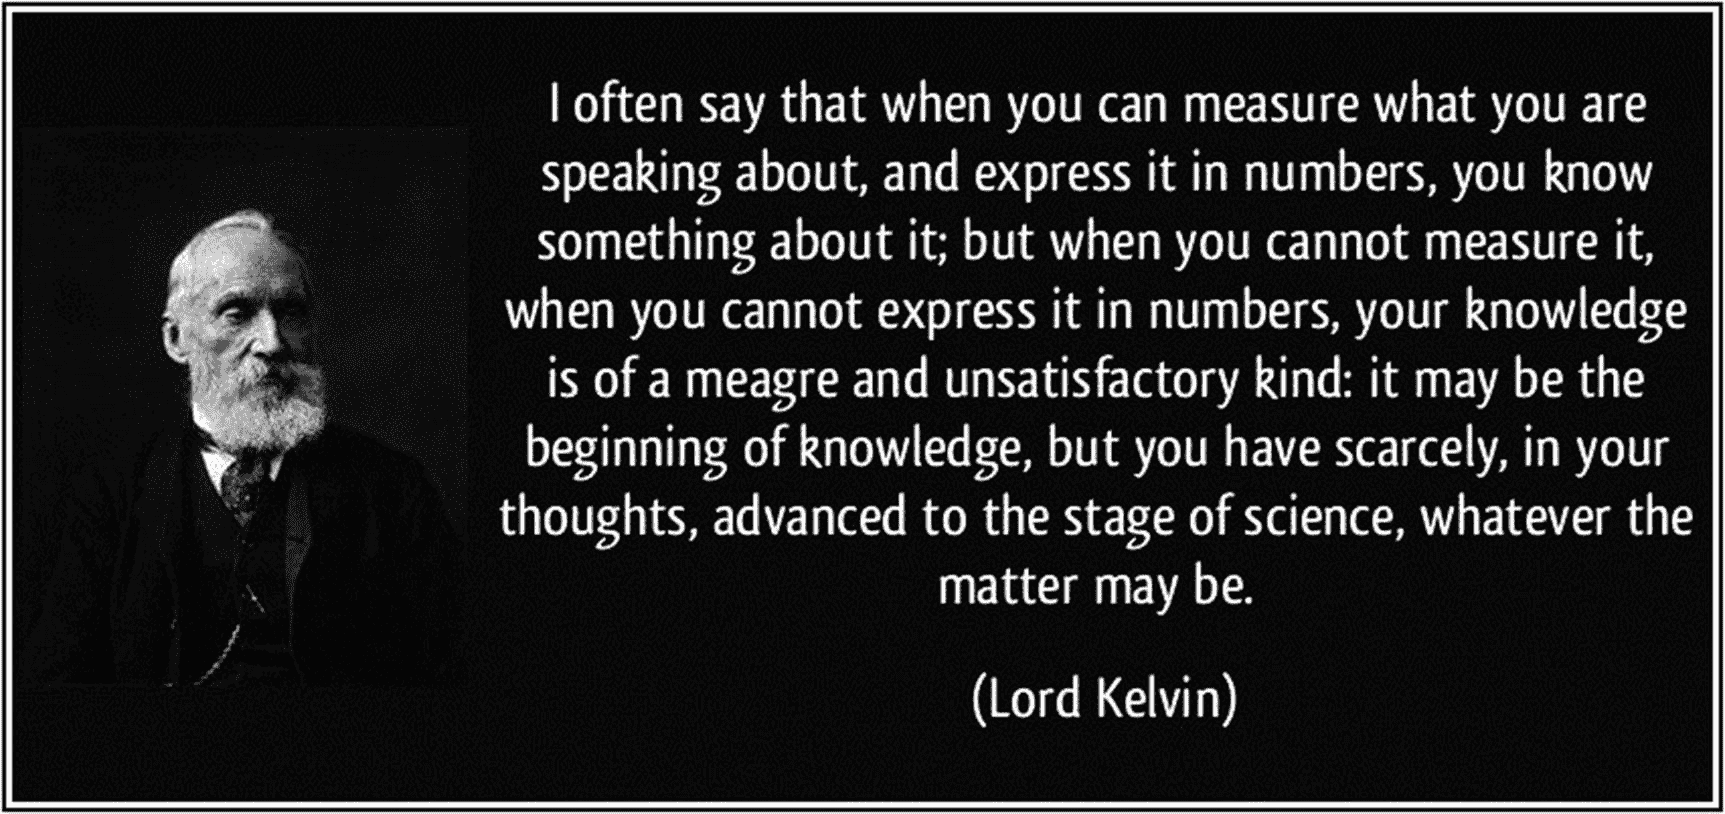 I often say that when you can measure what you are
speaking about, and express it in numbers, you know
something about it; but when you cannot measure it,
when you cannot express it in numbers, your knowledge
is of a meagre and unsatisfactory kind: it may be the
beginning of knowledge, but you have scarcely, in your
thoughts, advanced to the stage of science, whatever the
matter may be.
(Lord Kelvin)